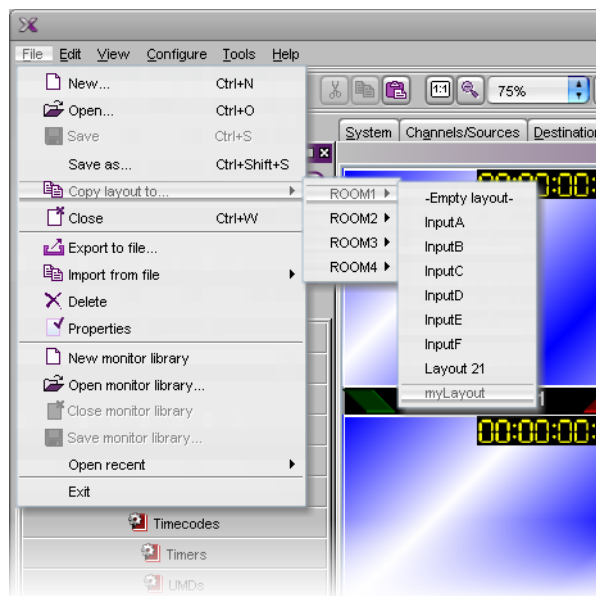 File Edit View Configure Tools Help
New... Ctrl+N
Open... Ctrl+O
Save Ctrl+S
Save as... Ctrl+Shift+S
Copy layout to...
Close Ctrl+W
Export to file...
Import from file
Delete
Properties
New monitor library
Open monitor library...
Close monitor library
Save monitor library...
Open recent
Exit
Timecodes
Timers
UMDs
ROOM1
ROOM2
ROOM3
ROOM4
-Empty layout-
InputA
InputB
InputC
InputD
InputE
InputF
Layout 21
myLayout
1:1 75%
System Channels/Sources
00:00:00:
00:00:00: